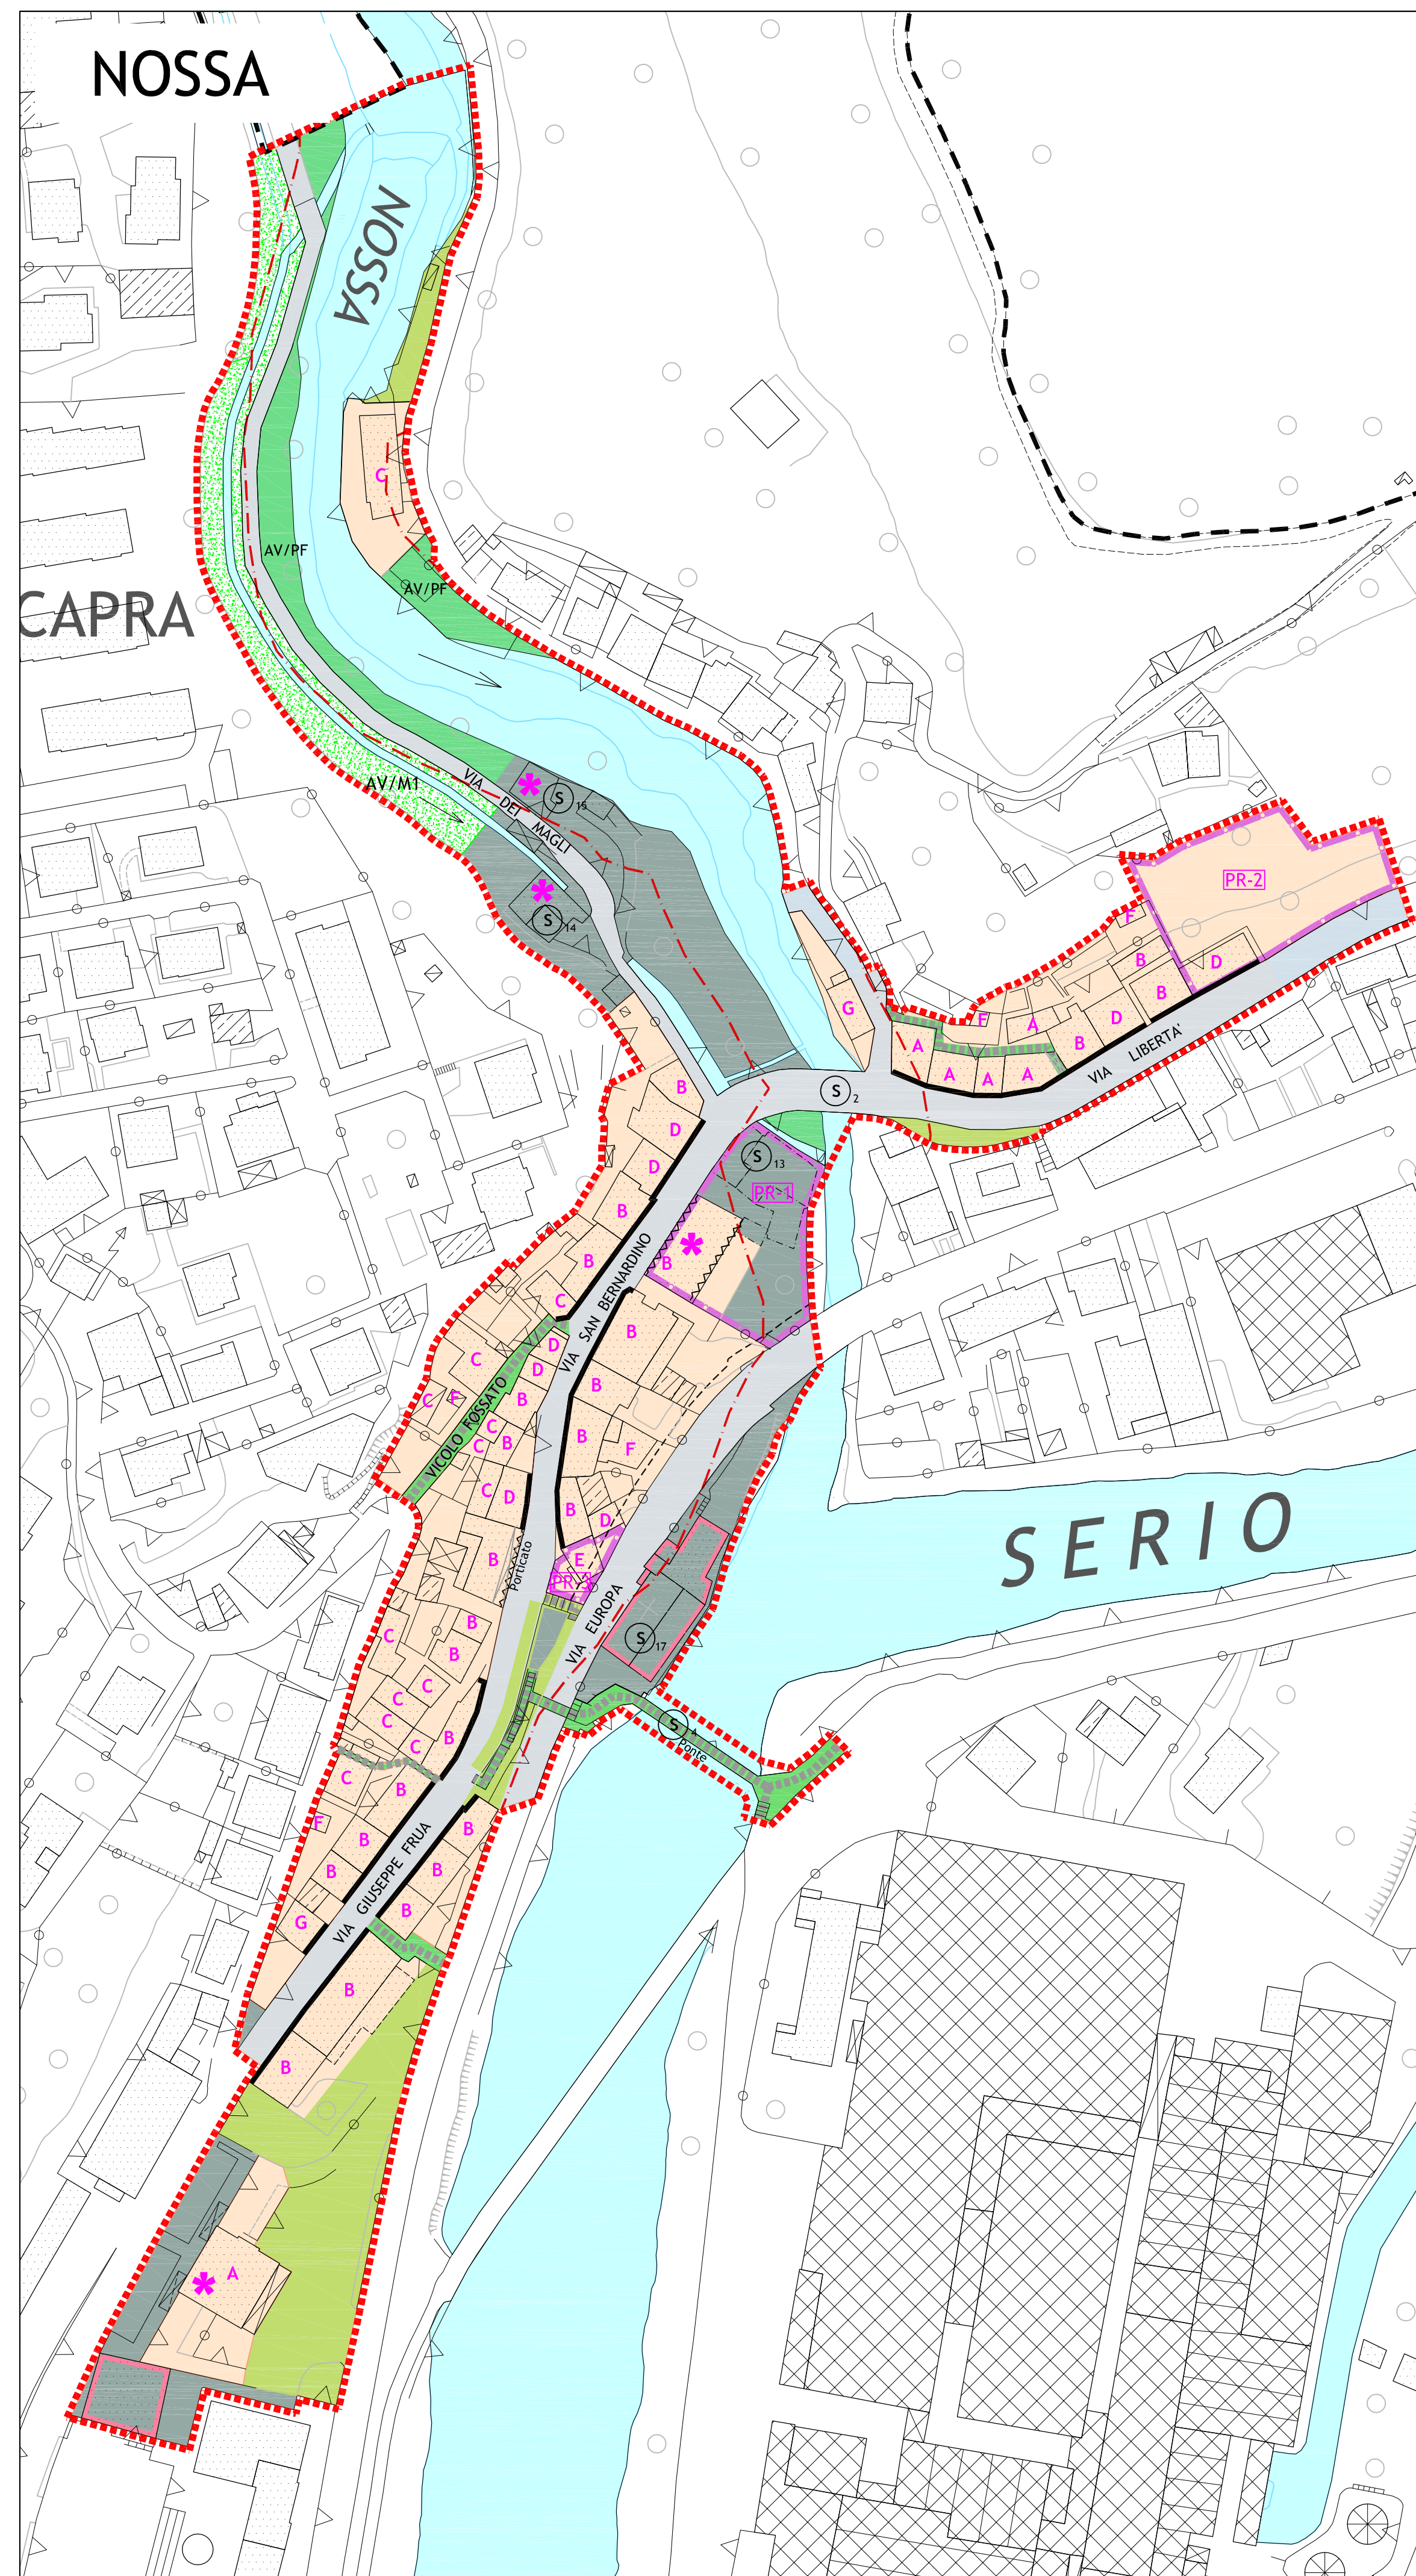 NOSSA
NOSSA
C
AV/PF
AV/PF
CAPRA
AV/M1
VIA DEI MAGLI
S 15
S 14
PR-2
F
B
D
B
G
F
A
A
D
B
A
A
A
VIA LIBERTA'
S 2
B
D
D
S 13
PR-1
B
B
B
VIA SAN BERNARDINO
C
B
D
C
D
B
C
F
B
VICOLO FOSSATO
C
B
C
B
F
C
D
B
D
SERIO
B
Porticato
E
PR-3
VIA EUROPA
B
C
B
S 17
C
C
C
B
C
S 4
Ponte
C
B
F
B
B
VIA GIUSEPPE FRUA
B
B
B
G
B
B
A